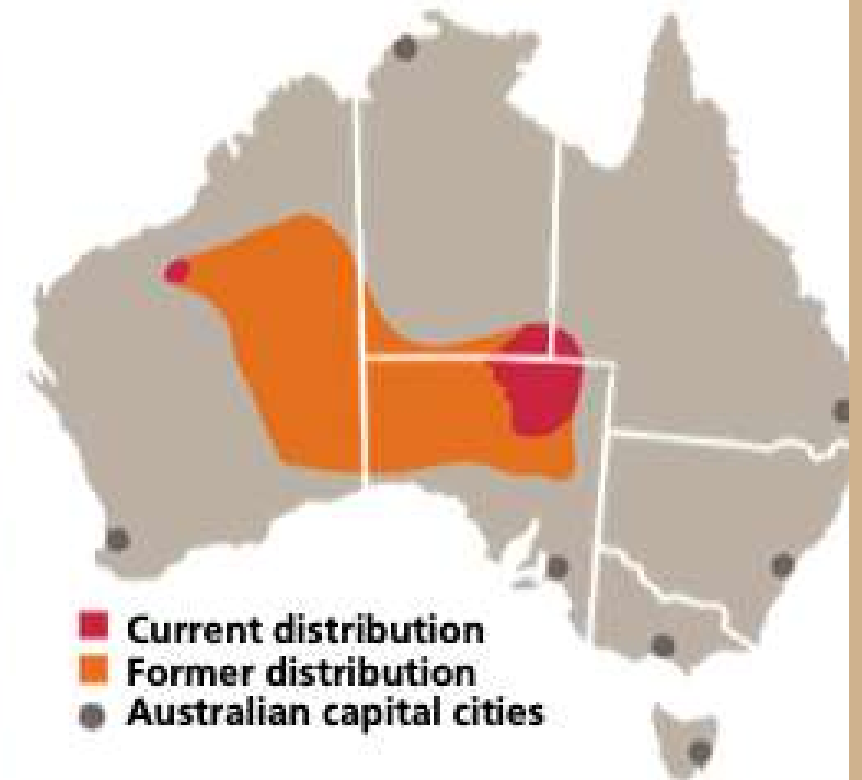 Current distribution
Former distribution
Australian capital cities